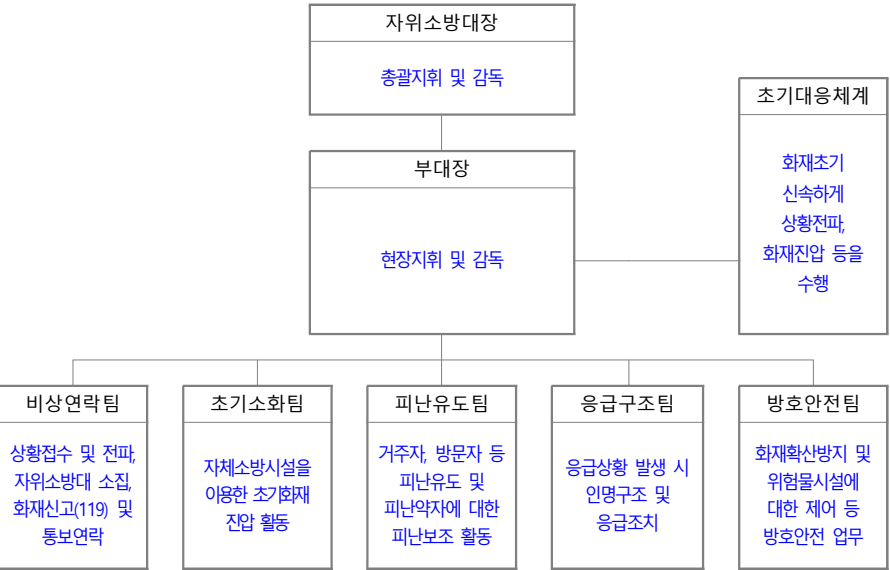 자위소방대장
총괄지휘 및 감독
초기대응체계
화재초기
신속하게
상황전파,
화재진압 등을
수행
부대장
현장지휘 및 감독
비상연락팀
상황접수 및 전파,
자위소방대 소집,
화재신고(119) 및
통보연락
초기소화팀
자체소방시설을
이용한 초기화재
진압 활동
피난유도팀
거주자, 방문자 등
피난유도 및
피난약자에 대한
피난보조 활동
응급구조팀
응급상황 발생 시
인명구조 및
응급조치
방호안전팀
화재확산방지 및
위험물시설에
대한 제어 등
방호안전 업무